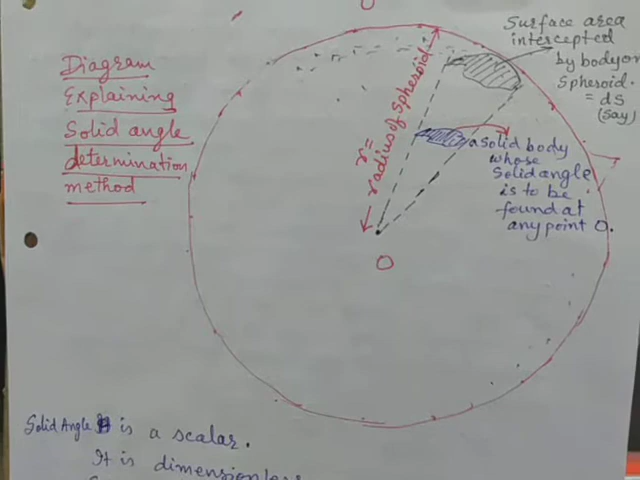 Diagram
Explaining
Solid angle
determination
method
Surface area
intercepted
by body on
Spheroid.
= ds
(say)
r =
radius of spheroid
a solid body
whose
solid angle
is to be
found at
any point O.
O
Solid Angle is a scalar.
It is dimensionless